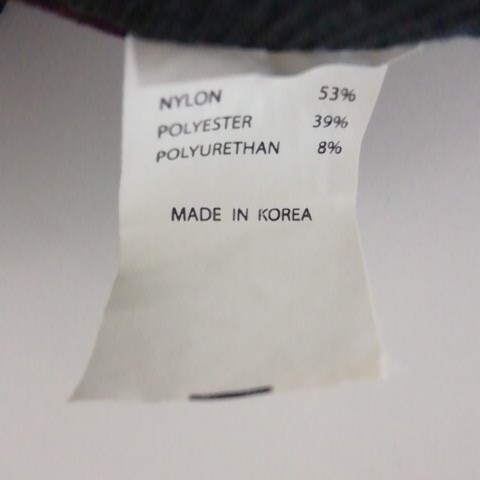 NYLON 53%
POLYESTER 39%
POLYURETHAN 8%
MADE IN KOREA